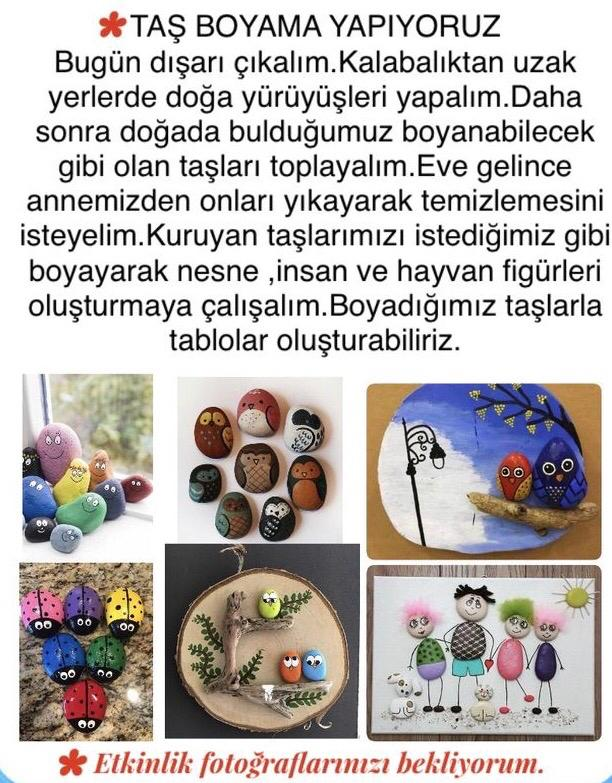 TAŞ BOYAMA YAPIYORUZ
Bugün dışarı çıkalım.Kalabalıktan uzak
yerlerde doğa yürüyüşleri yapalım.Daha
sonra doğada bulduğumuz boyanabilecek
gibi olan taşları toplayalım.Eve gelince
annemizden onları yıkayarak temizlemesini
isteyelim.Kuruyan taşlarımızı istediğimiz gibi
boyayarak nesne ,insan ve hayvan figürleri
oluşturmaya çalışalım.Boyadığımız taşlarla
tablolar oluşturabiliriz.
Etkinlik fotoğraflarınızı bekliyorum.